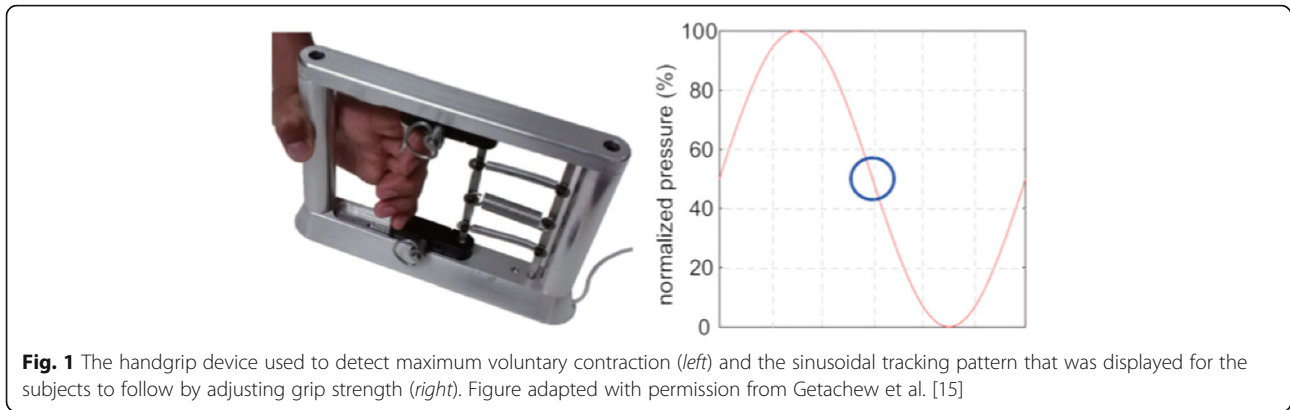 100
80
60
40
20
0
normalized pressure (%)
Fig. 1 The handgrip device used to detect maximum voluntary contraction (left) and the sinusoidal tracking pattern that was displayed for the
subjects to follow by adjusting grip strength (right). Figure adapted with permission from Getachew et al. [15]